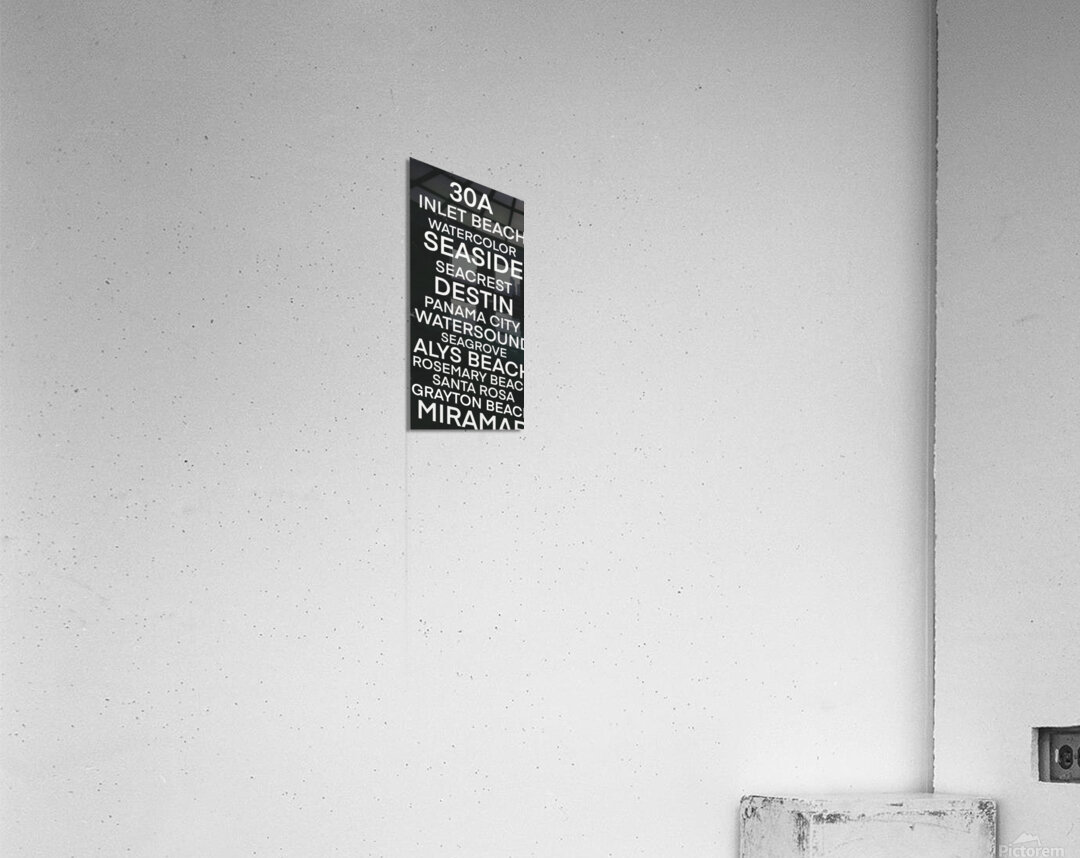 30A
INLET BEACH
WATERCOLOR
SEASIDE
SEACREST
DESTIN
PANAMA CITY
WATERSOUND
SEAGROVE
ALYS BEACH
ROSEMARY BEAC
SANTA ROSA
GRAYTON BEAC
MIRAMAR
Pictorem